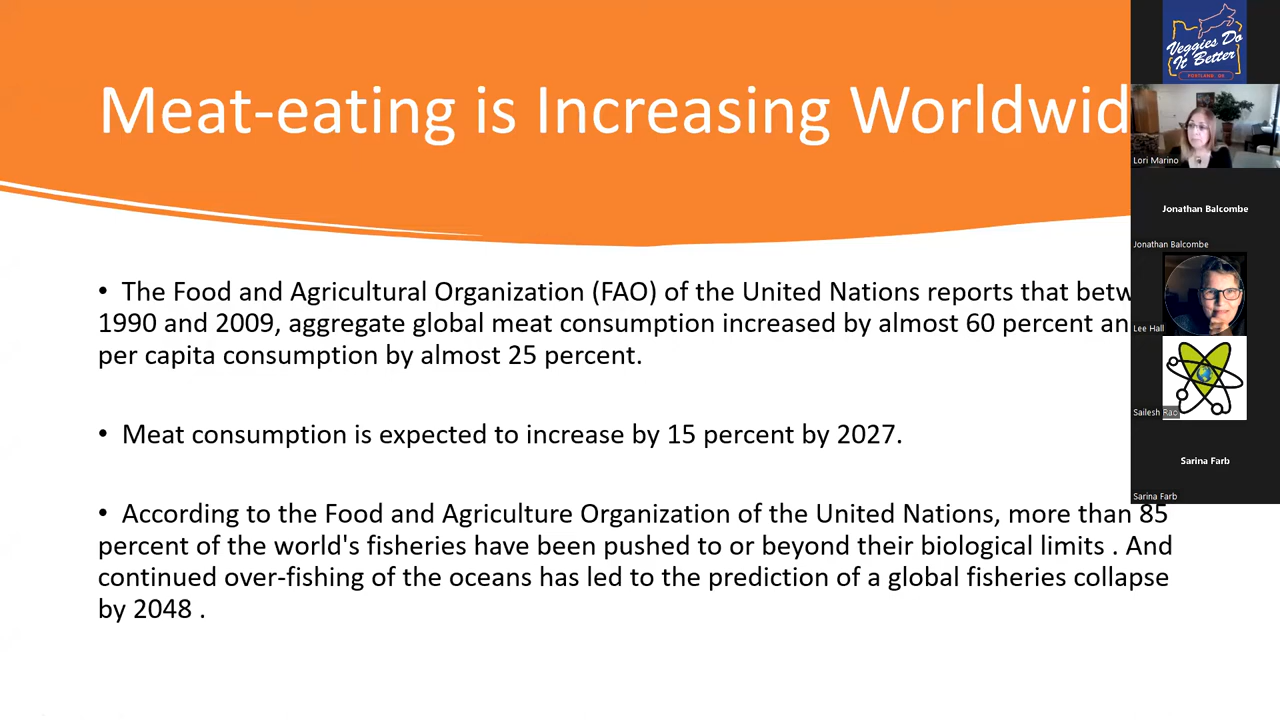 Meat-eating is Increasing Worldwid
• The Food and Agricultural Organization (FAO) of the United Nations reports that betw
1990 and 2009, aggregate global meat consumption increased by almost 60 percent an
per capita consumption by almost 25 percent.
• Meat consumption is expected to increase by 15 percent by 2027.
• According to the Food and Agriculture Organization of the United Nations, more than 85
percent of the world's fisheries have been pushed to or beyond their biological limits . And
continued over-fishing of the oceans has led to the prediction of a global fisheries collapse
by 2048 .
Veggies Do
It Better
PORTLAND, OR
Lori Marino
Jonathan Balcombe
Jonathan Balcombe
Lee Hall
Sailesh Rao
Sarina Farb
Sarina Farb